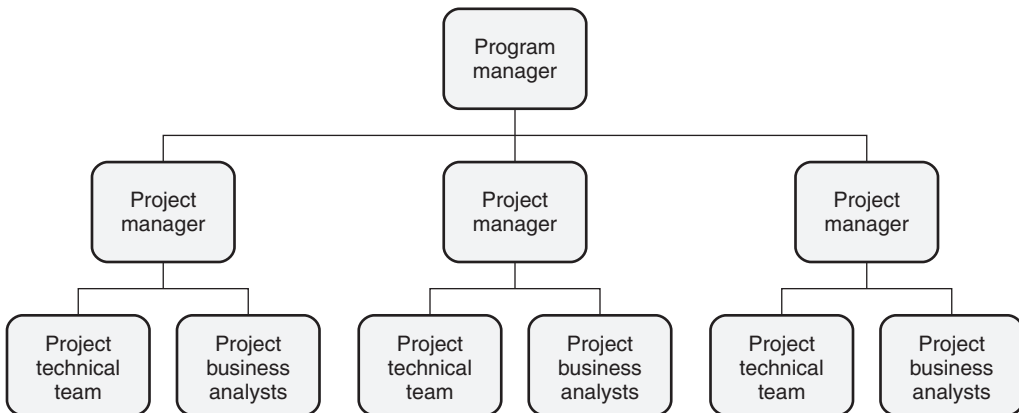 Program
manager
Project
manager
Project
manager
Project
manager
Project
technical
team
Project
business
analysts
Project
technical
team
Project
business
analysts
Project
technical
team
Project
business
analysts